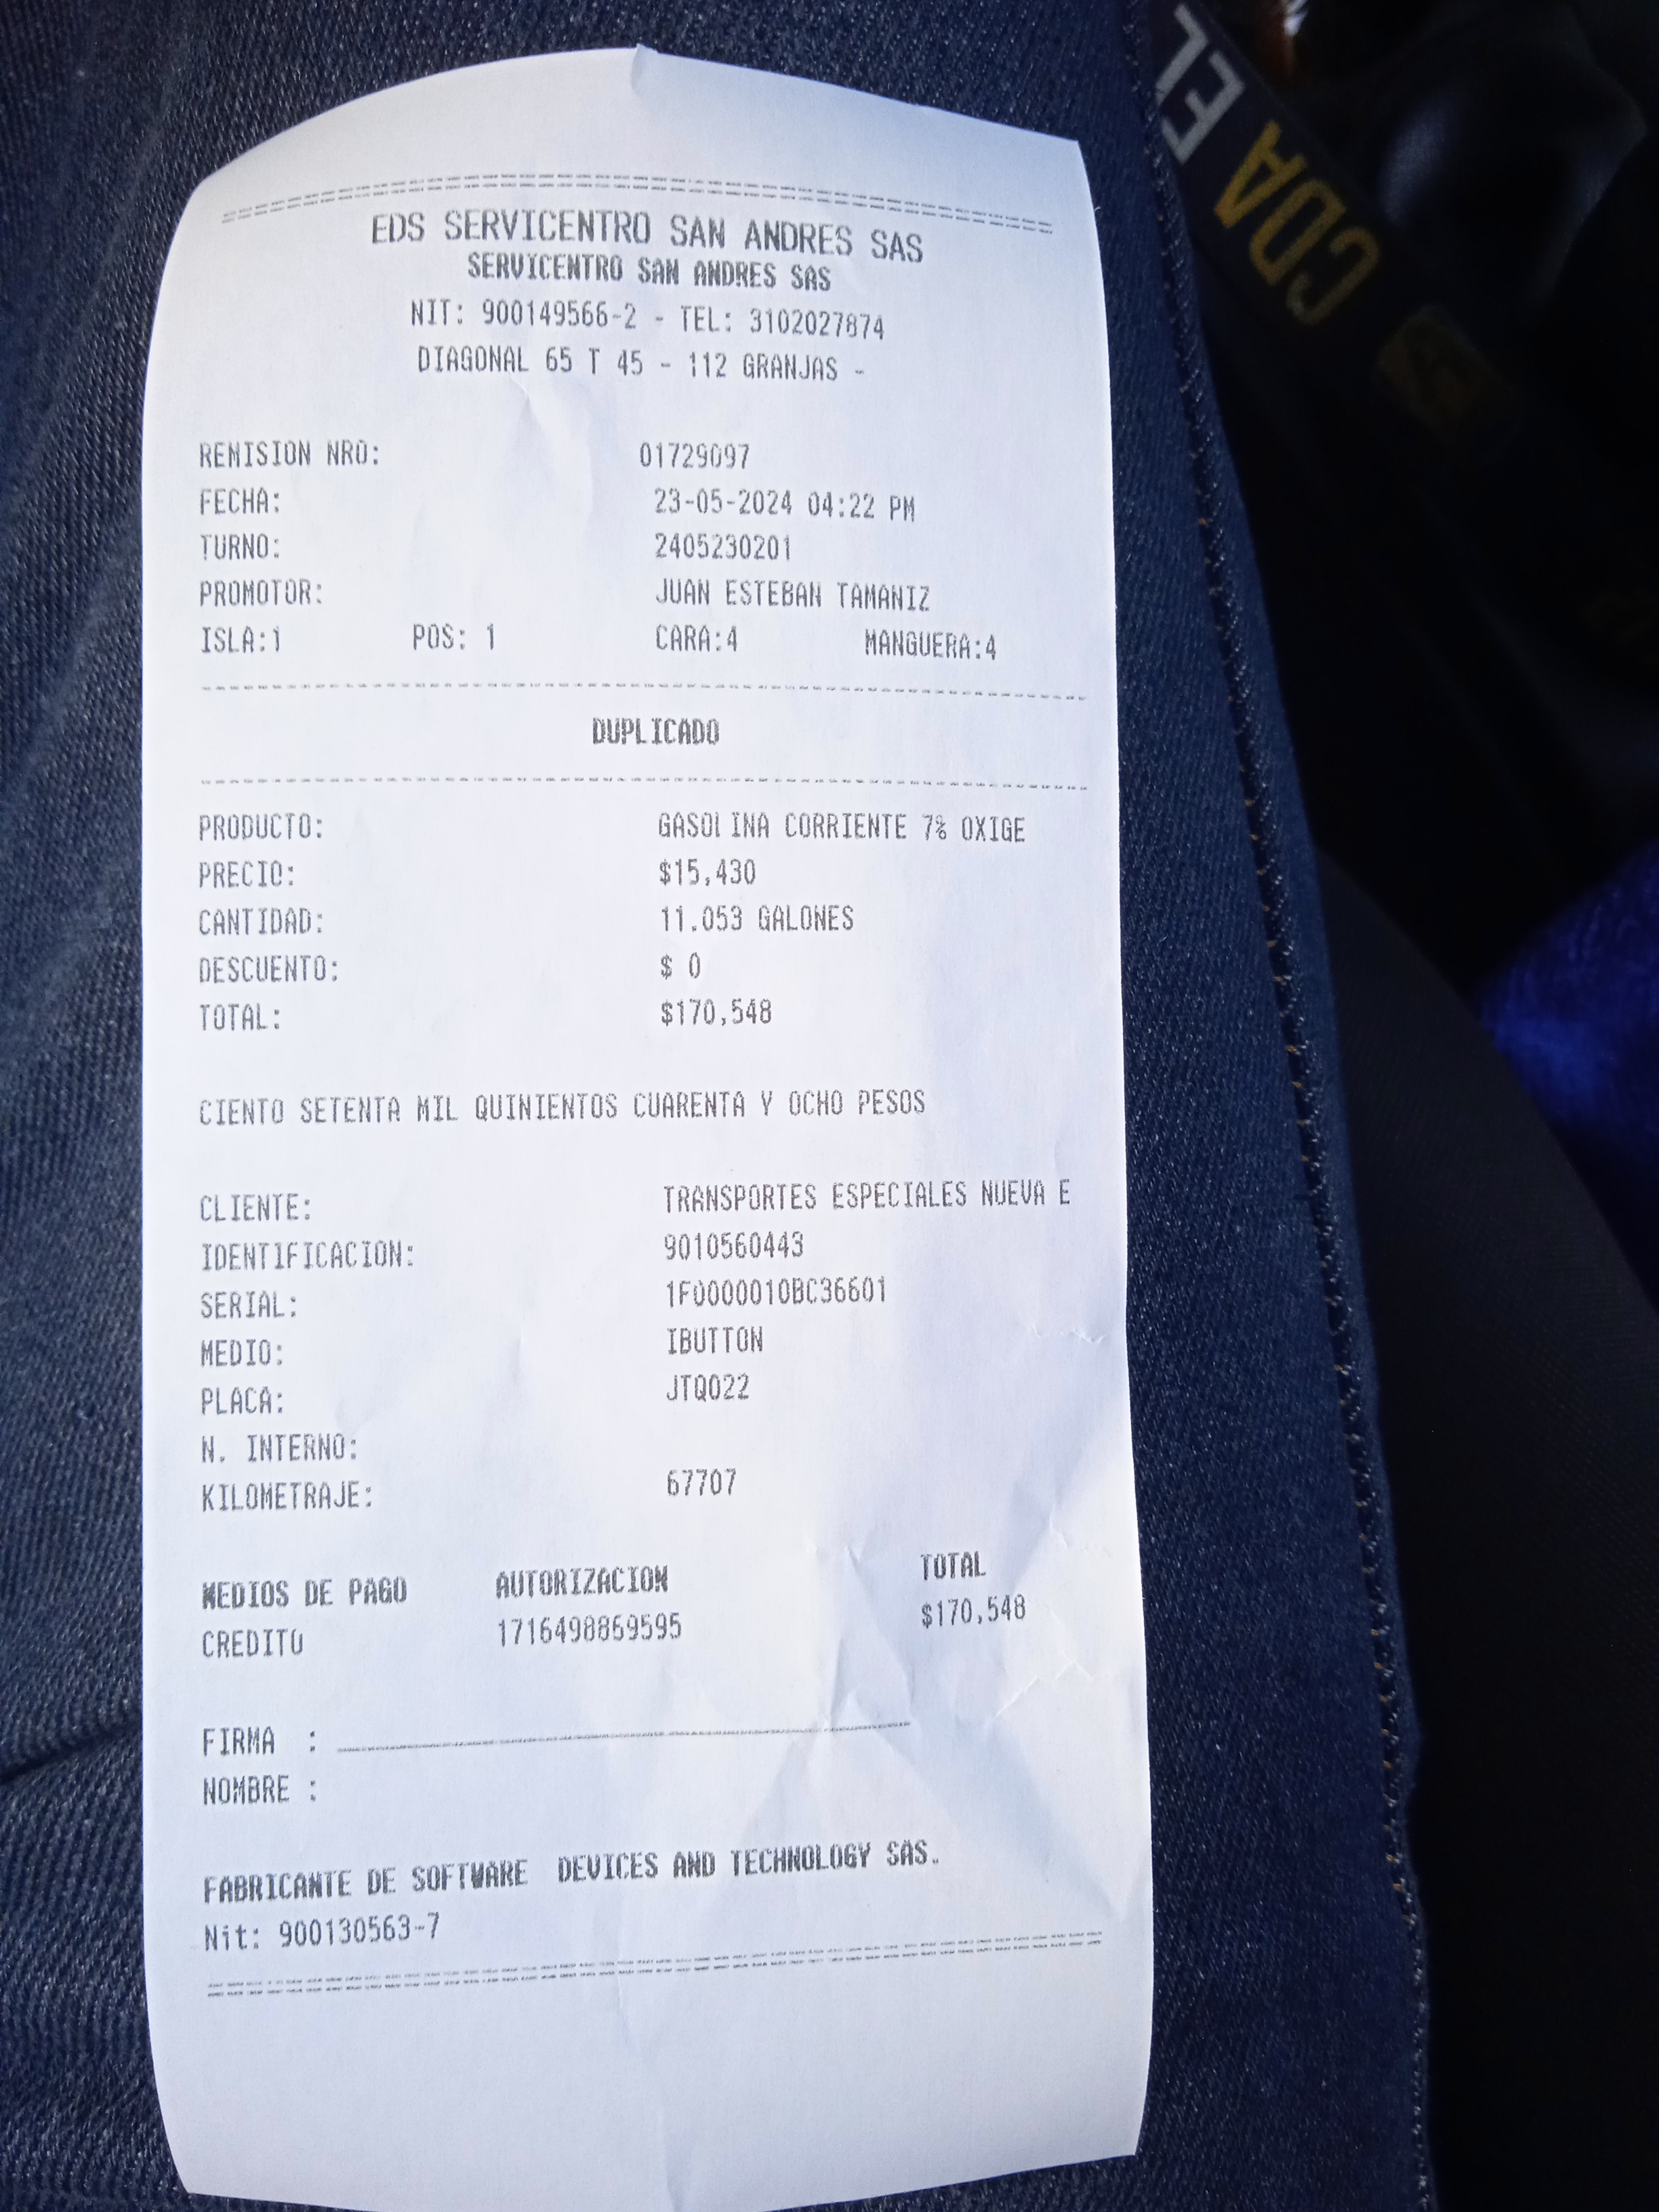 EDS SERVICENTRO SAN ANDRES SAS
SERVICENTRO SAN ANDRES SAS
NIT: 900149566-2 - TEL: 3102027874
DIAGONAL 65 T 45 - 112 GRANJAS -
REMISION NRO: 01729097
FECHA: 23-05-2024 04:22 PM
TURNO: 2405230201
PROMOTOR: JUAN ESTEBAN TAMANIZ
ISLA:1 POS: 1 CARA:4 MANGUERA:4
DUPLICADO
PRODUCTO: GASOLINA CORRIENTE 7% OXIGE
PRECIO: $15,430
CANTIDAD: 11.053 GALONES
DESCUENTO: $ 0
TOTAL: $170,548
CIENTO SETENTA MIL QUINIENTOS CUARENTA Y OCHO PESOS
CLIENTE: TRANSPORTES ESPECIALES NUEVA E
IDENTIFICACION: 9010560443
SERIAL: 1F0000010BC36601
MEDIO: IBUTTON
PLACA: JTQ022
N. INTERNO:
KILOMETRAJE: 67707
MEDIOS DE PAGO AUTORIZACION TOTAL
CREDITO 1716498869595 $170,548
FIRMA :
NOMBRE :
FABRICANTE DE SOFTWARE DEVICES AND TECHNOLOGY SAS.
Nit: 900130563-7
CDA EL